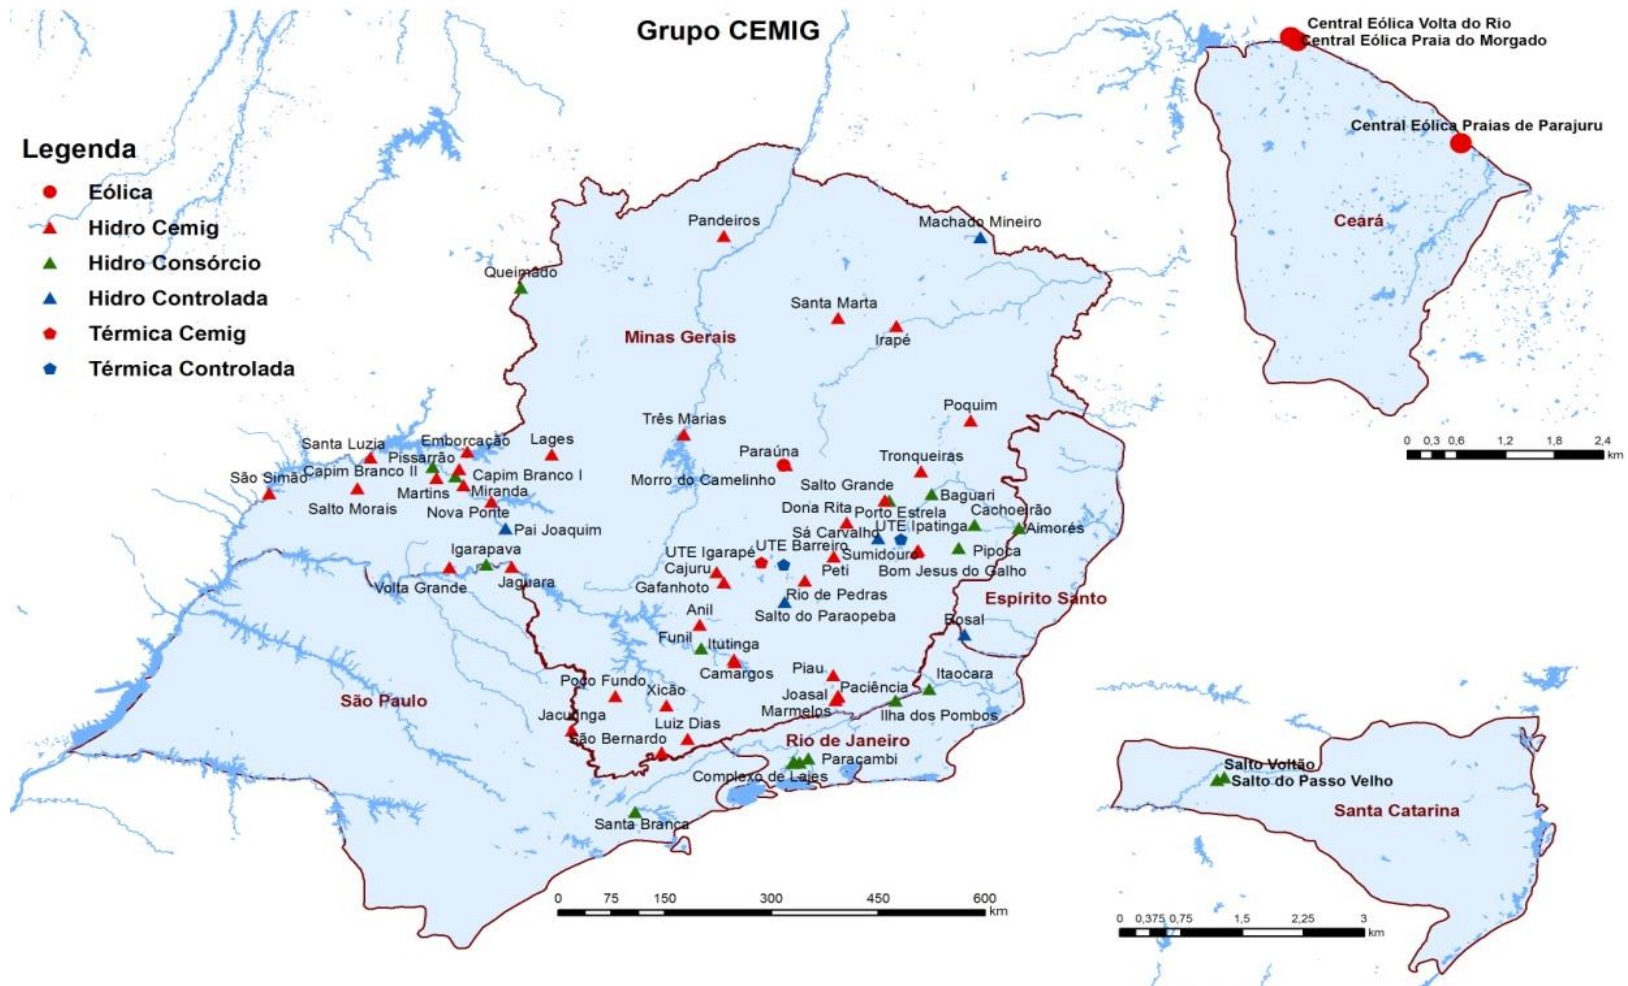 Grupo CEMIG
Central Eólica Volta do Rio
Central Eólica Praia do Morgado
Central Eólica Praias de Parajuru
Legenda
Eólica
Hidro Cemig
Hidro Consórcio
Hidro Controlada
Térmica Cemig
Térmica Controlada
Ceará
Pandeiros
Machado Mineiro
Queimado
Santa Marta
Irapé
Minas Gerais
Três Marias
Poquim
0 0,3 0,6 1,2 1,8 2,4
km
Santa Luzia
Emborcação
Lages
Pissarrão
Paraúna
Tronqueiras
São Simão
Capim Branco II
Capim Branco I
Morro do Camelinho
Salto Grande
Baguari
Salto Morais
Martins
Miranda
Nova Ponte
Dona Rita
Porto Estrela
Cachoeirão
Pai Joaquim
Sá Carvalho
UTE Ipatinga
Aimorés
Igarapava
UTE Igarapé
UTE Barreiro
Sumidouro
Pipoca
Cajuru
Peti
Bom Jesus do Galho
Volta Grande
Jaguara
Gafanhoto
Rio de Pedras
Espírito Santo
Anil
Salto do Paraopeba
Rosal
Funil
Itutinga
Camargos
Piau
Itaocara
Poço Fundo
Xicão
Joasal
Paciência
São Paulo
Jacutinga
Luiz Dias
Marmelos
Ilha dos Pombos
São Bernardo
Rio de Janeiro
Paracambi
Complexo de Lajes
Santa Branca
Salto Voltão
Salto do Passo Velho
Santa Catarina
0 75 150 300 450 600
km
0 0,375 0,75 1,5 2,25 3
km